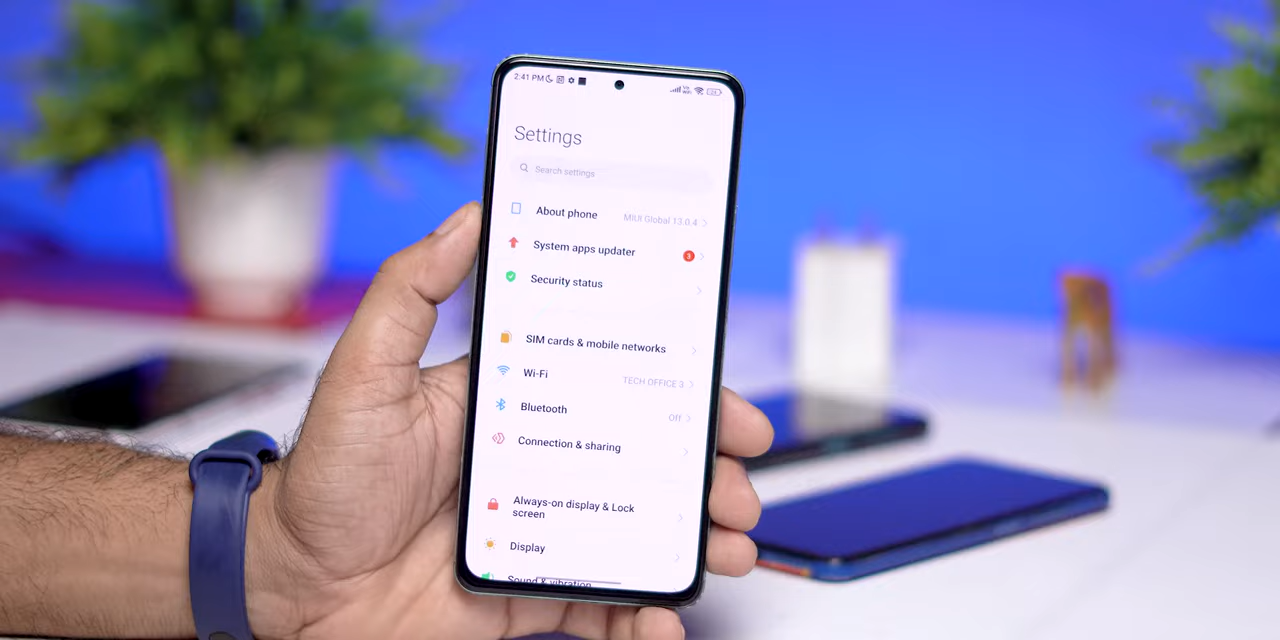 2:41 PM
Settings
Search settings
About phone MIUI Global 13.0.4
System apps updater 3
Security status
SIM cards & mobile networks
Wi-Fi TECH OFFICE 3
Bluetooth Off
Connection & sharing
Always-on display & Lock
screen
Display
Sound & vibration